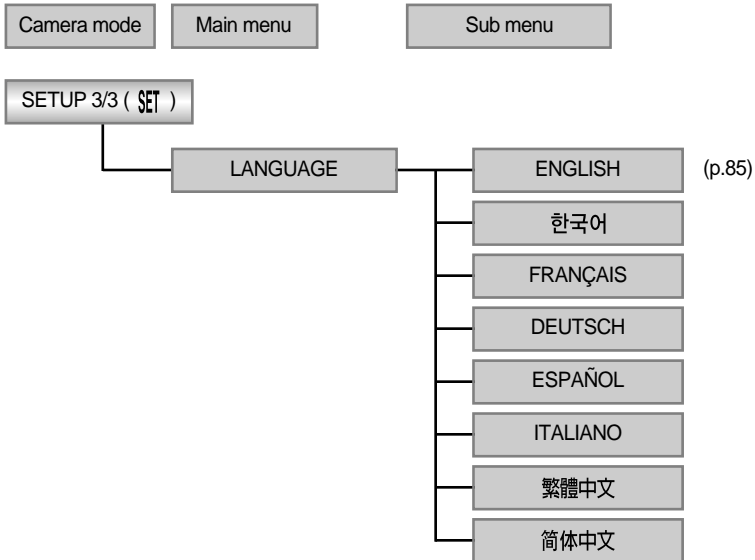 Camera mode Main menu Sub menu
SETUP 3/3 ( SET )
LANGUAGE ENGLISH (p.85)
한국어
FRANÇAIS
DEUTSCH
ESPAÑOL
ITALIANO
繁體中文
简体中文